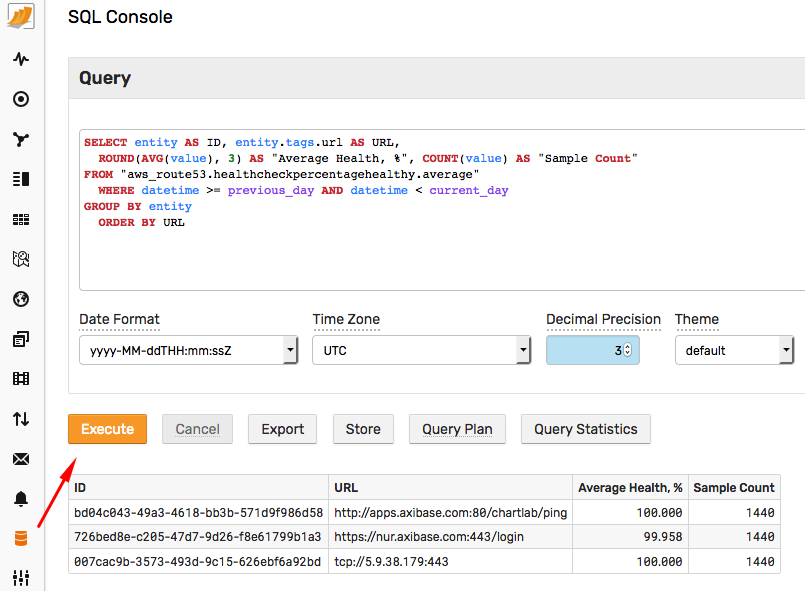 SQL Console
Query
SELECT entity AS ID, entity.tags.url AS URL,
ROUND(AVG(value), 3) AS "Average Health, %", COUNT(value) AS "Sample Count"
FROM "aws_route53.healthcheckpercentagehealthy.average"
WHERE datetime >= previous_day AND datetime < current_day
GROUP BY entity
ORDER BY URL
Date Format Time Zone Decimal Precision Theme
yyyy-MM-ddTHH:mm:ssZ UTC 3 default
Execute Cancel Export Store Query Plan Query Statistics
ID URL Average Health, % Sample Count
bd04c043-49a3-4618-bb3b-571d9f986d58 http://apps.axibase.com:80/chartlab/ping 100.000 1440
726bed8e-c205-47d7-9d26-f8e61799b1a3 https://nur.axibase.com:443/login 99.958 1440
007cac9b-3573-493d-9c15-626ebf6a92bd tcp://5.9.38.179:443 100.000 1440